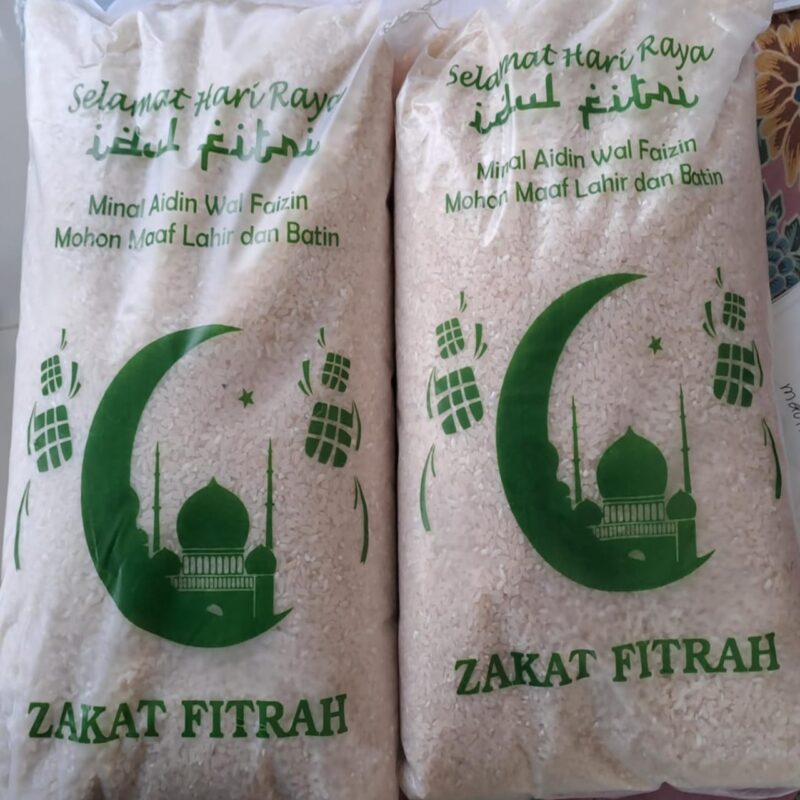 Selamat Hari Raya
idul fitri
Minal Aidin Wal Faizin
Mohon Maaf Lahir dan Batin
ZAKAT FITRAH
Selamat Hari Raya
idul fitri
Minal Aidin Wal Faizin
Mohon Maaf Lahir dan Batin
ZAKAT FITRAH